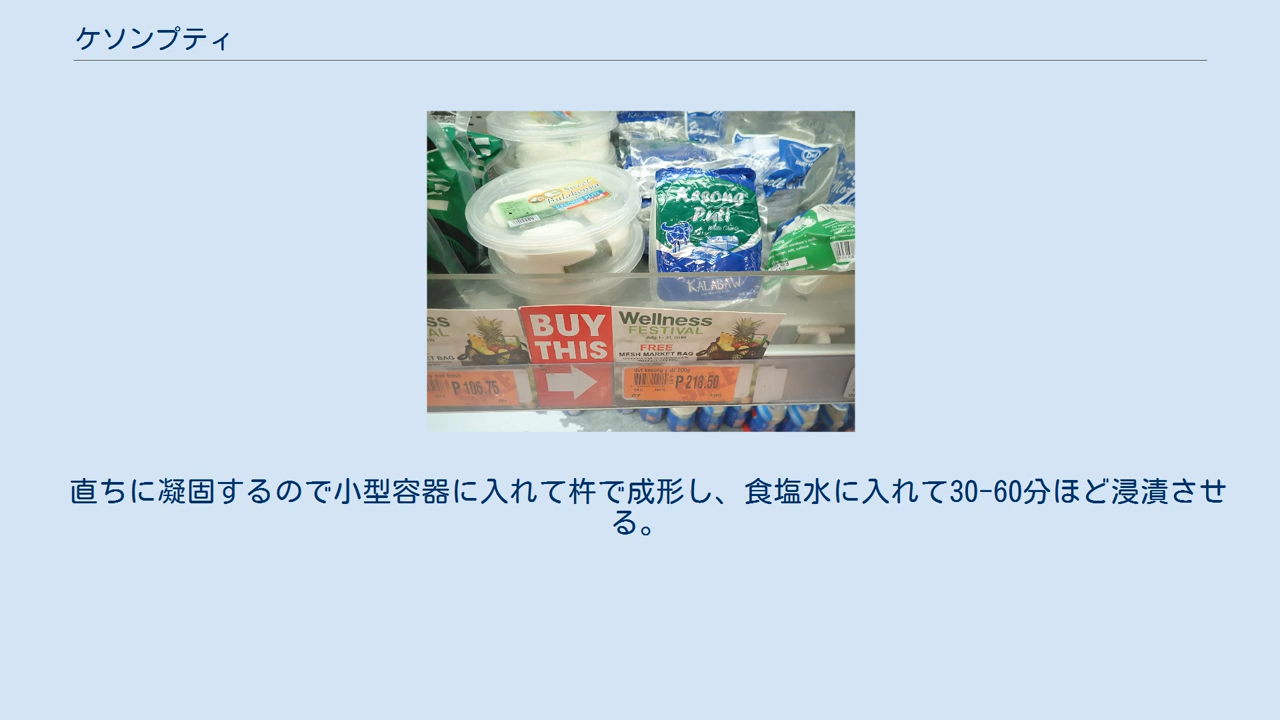 ケソンプティ
Kesong
Puti
White Cheese
KALABAW
BUY
THIS
Wellness
FESTIVAL
FREE
MESH MARKET BAG
P 106.75
P 218.50
直ちに凝固するので小型容器に入れて杵で成形し、食塩水に入れて30-60分ほど浸漬させ
る。